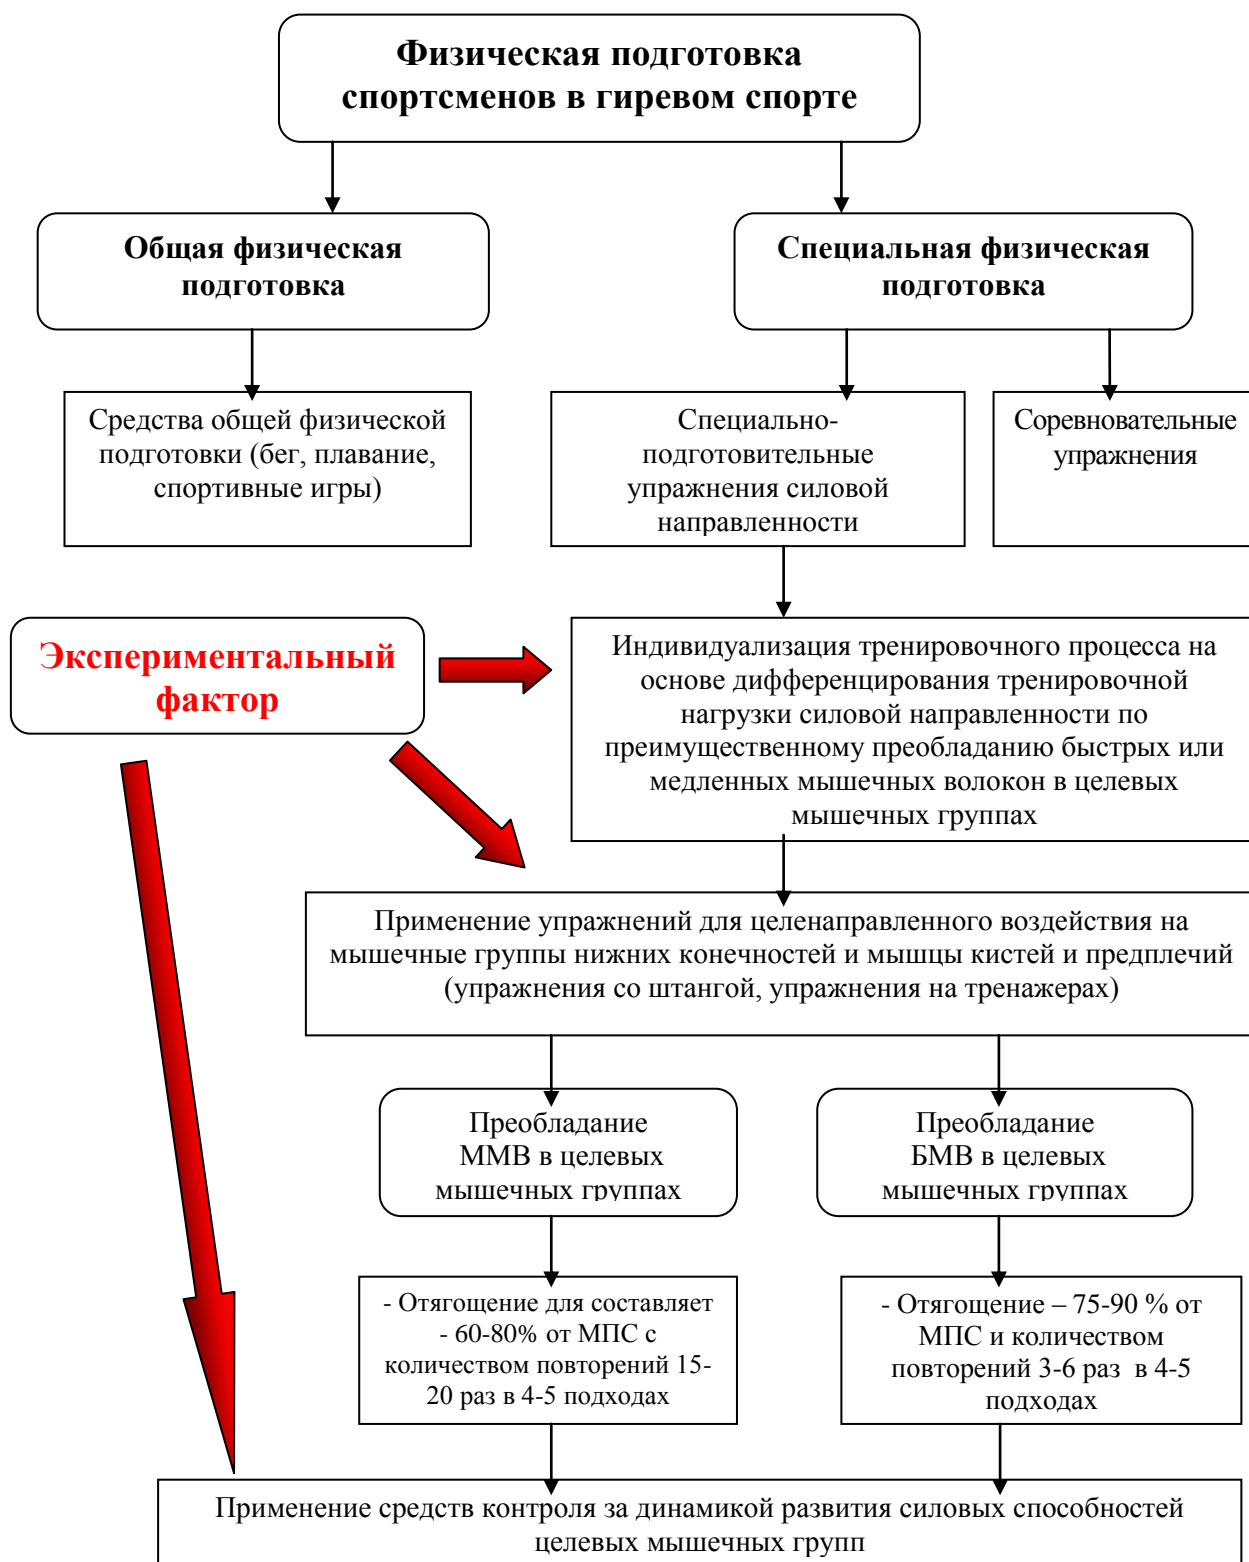 Физическая подготовка
спортсменов в гиревом спорте
Общая физическая
подготовка
Специальная физическая
подготовка
Средства общей физической
подготовки (бег, плавание,
спортивные игры)
Специально-
подготовительные
упражнения силовой
направленности
Соревновательные
упражнения
Экспериментальный
фактор
Индивидуализация тренировочного процесса на
основе дифференцирования тренировочной
нагрузки силовой направленности по
преимущественному преобладанию быстрых или
медленных мышечных волокон в целевых
мышечных группах
Применение упражнений для целенаправленного воздействия на
мышечные группы нижних конечностей и мышцы кистей и предплечий
(упражнения со штангой, упражнения на тренажерах)
Преобладание
ММВ в целевых
мышечных группах
Преобладание
БМВ в целевых
мышечных группах
- Отягощение для составляет
- 60-80% от МПС с
количеством повторений 15-
20 раз в 4-5 подходах
- Отягощение – 75-90 % от
МПС и количеством
повторений 3-6 раз в 4-5
подходах
Применение средств контроля за динамикой развития силовых способностей
целевых мышечных групп